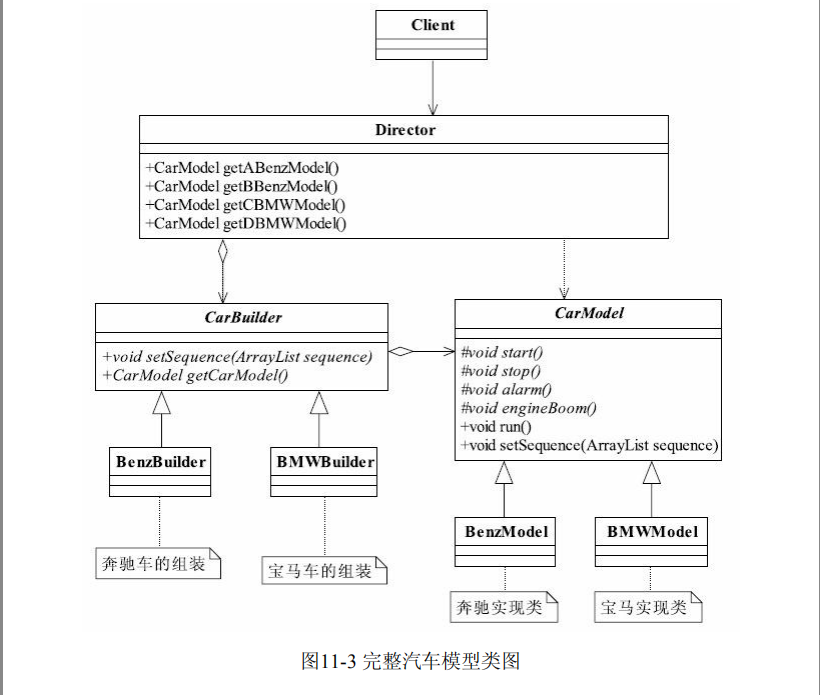 Client
Director
+CarModel getABenzModel()
+CarModel getBBenzModel()
+CarModel getCBMWModel()
+CarModel getDBMWModel()
CarBuilder
+void setSequence(ArrayList sequence)
+CarModel getCarModel()
CarModel
#void start()
#void stop()
#void alarm()
#void engineBoom()
+void run()
+void setSequence(ArrayList sequence)
BenzBuilder
BMWBuilder
BenzModel
BMWModel
奔驰车的组装
宝马车的组装
奔驰实现类
宝马实现类
图11-3 完整汽车模型类图